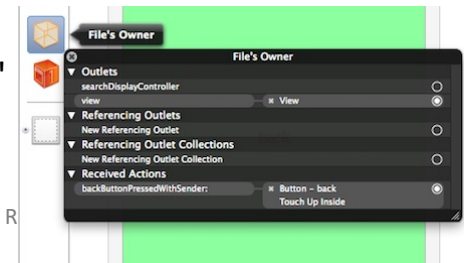 File's Owner
File's Owner
Outlets
searchDisplayController
view × View
Referencing Outlets
New Referencing Outlet
Referencing Outlet Collections
New Referencing Outlet Collection
Received Actions
backButtonPressedWithSender: × Button - back
Touch Up Inside
R